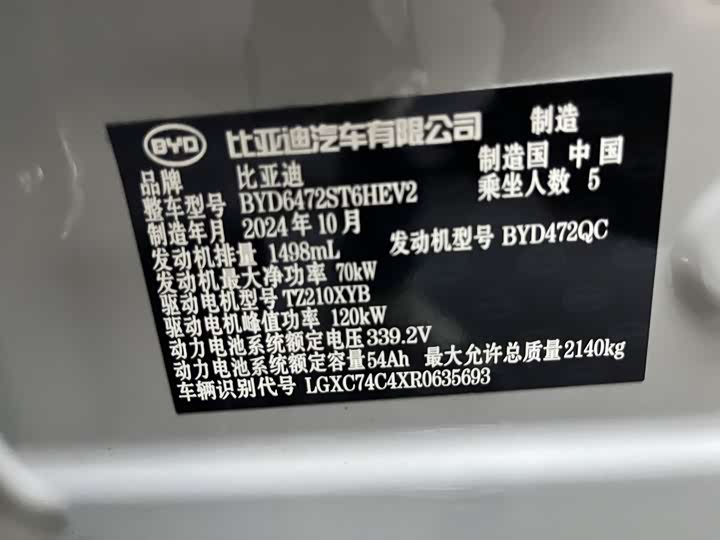 BYD 比亚迪汽车有限公司 制造
品牌 比亚迪 制造国 中国
整车型号 BYD6472ST6HEV2 乘坐人数 5
制造年月 2024年10月
发动机排量 1498mL 发动机型号 BYD472QC
发动机最大净功率 70kW
驱动电机型号 TZ210XYB
驱动电机峰值功率 120kW
动力电池系统额定电压 339.2V
动力电池系统额定容量 54Ah 最大允许总质量 2140kg
车辆识别代号 LGXC74C4XR0635693